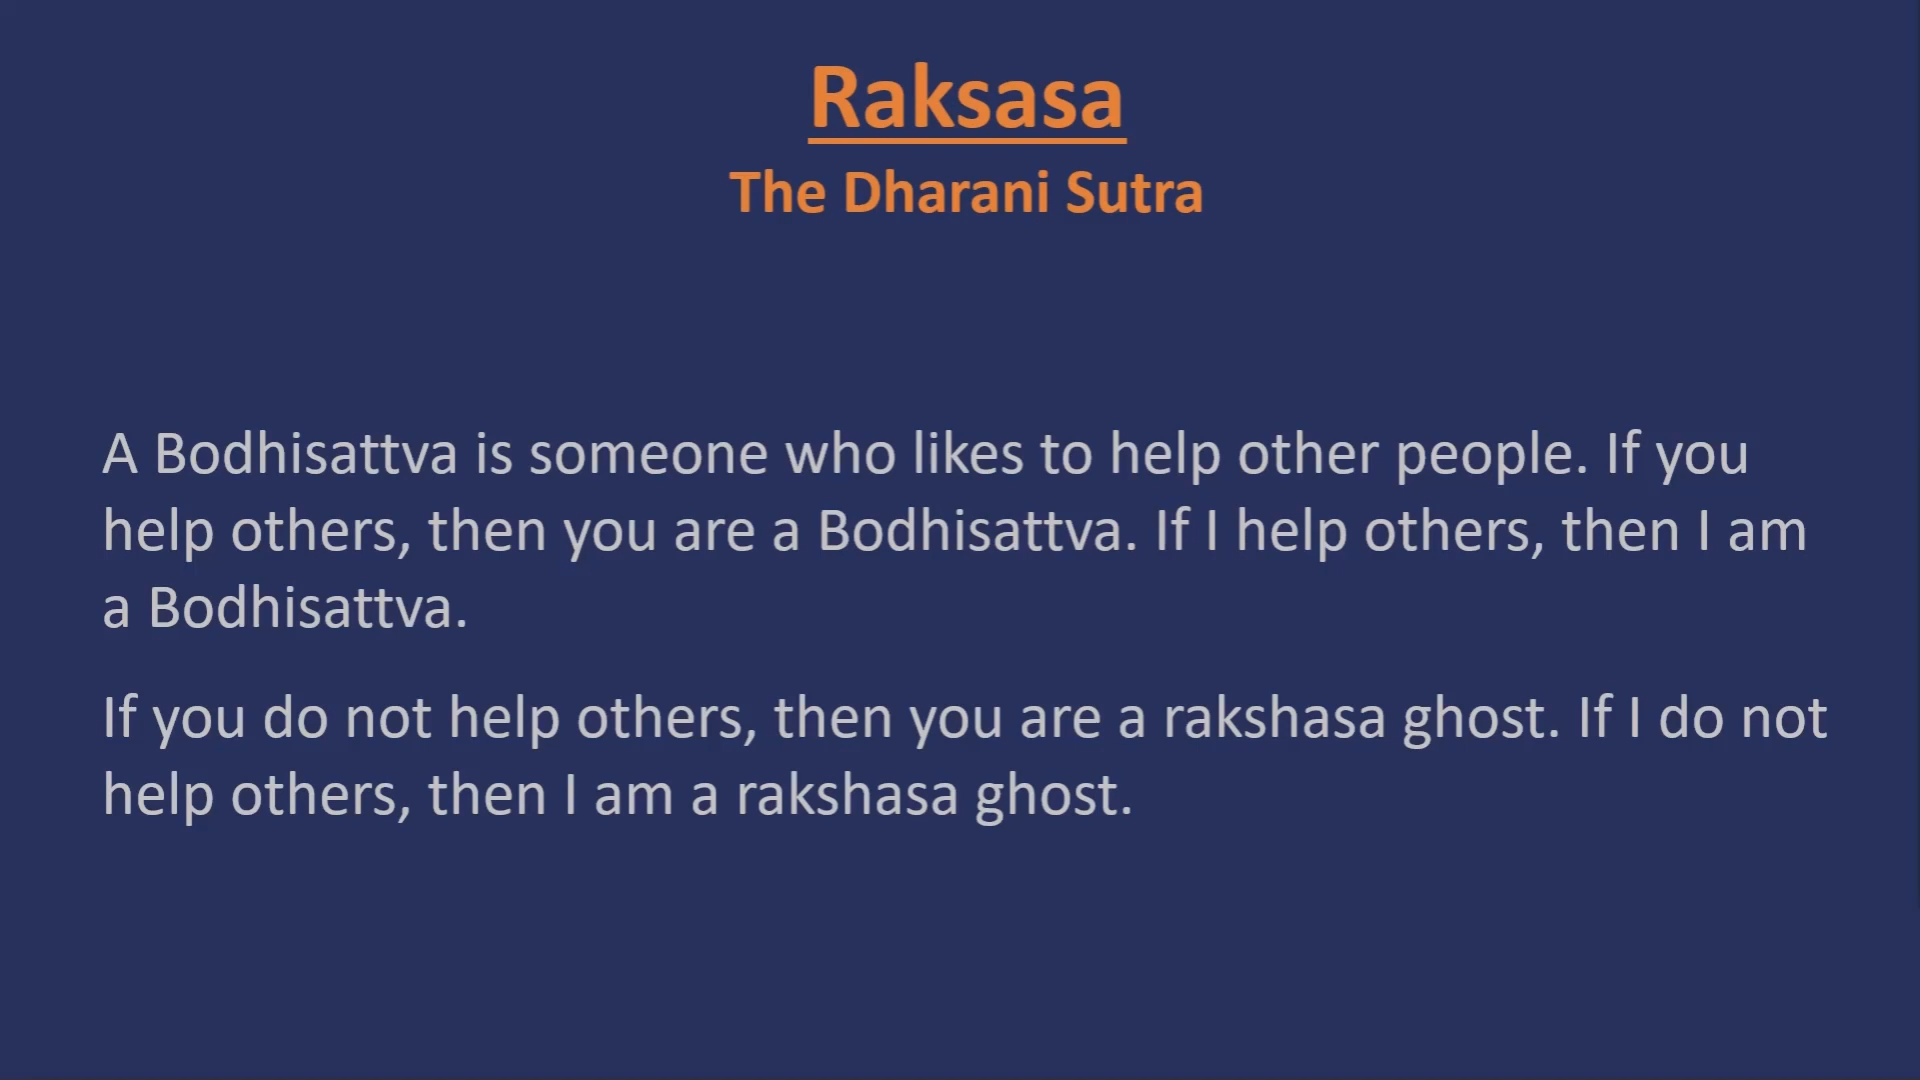 Raksasa
The Dharani Sutra
A Bodhisattva is someone who likes to help other people. If you
help others, then you are a Bodhisattva. If I help others, then I am
a Bodhisattva.
If you do not help others, then you are a rakshasa ghost. If I do not
help others, then I am a rakshasa ghost.